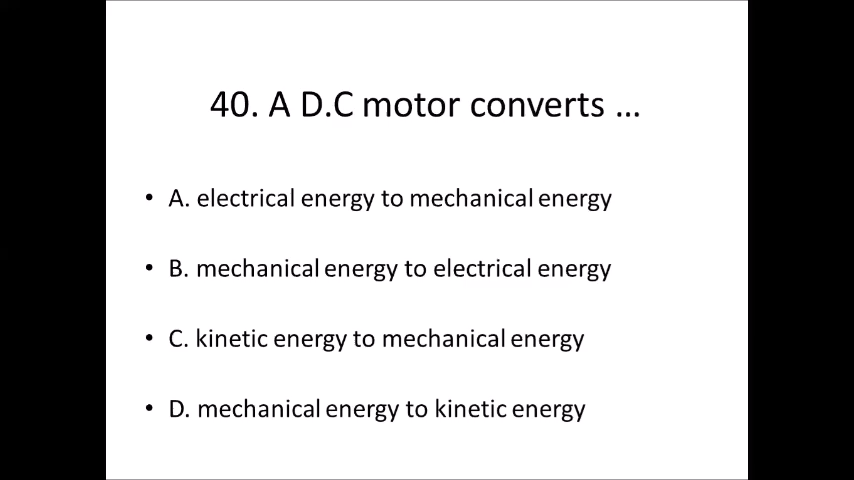 40. A D.C motor converts ...
• A. electrical energy to mechanical energy
• B. mechanical energy to electrical energy
• C. kinetic energy to mechanical energy
• D. mechanical energy to kinetic energy